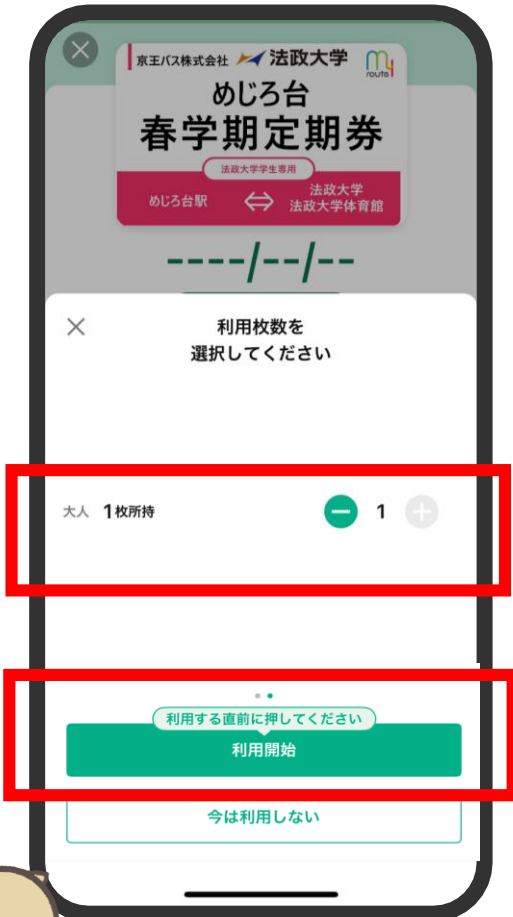 京王バス株式会社 法政大学 my route
めじろ台
春学期定期券
法政大学学生専用
めじろ台駅 ⇔ 法政大学
法政大学体育館
----/--/--
利用枚数を
選択してください
大人 1枚所持 1
利用する直前に押してください
利用開始
今は利用しない